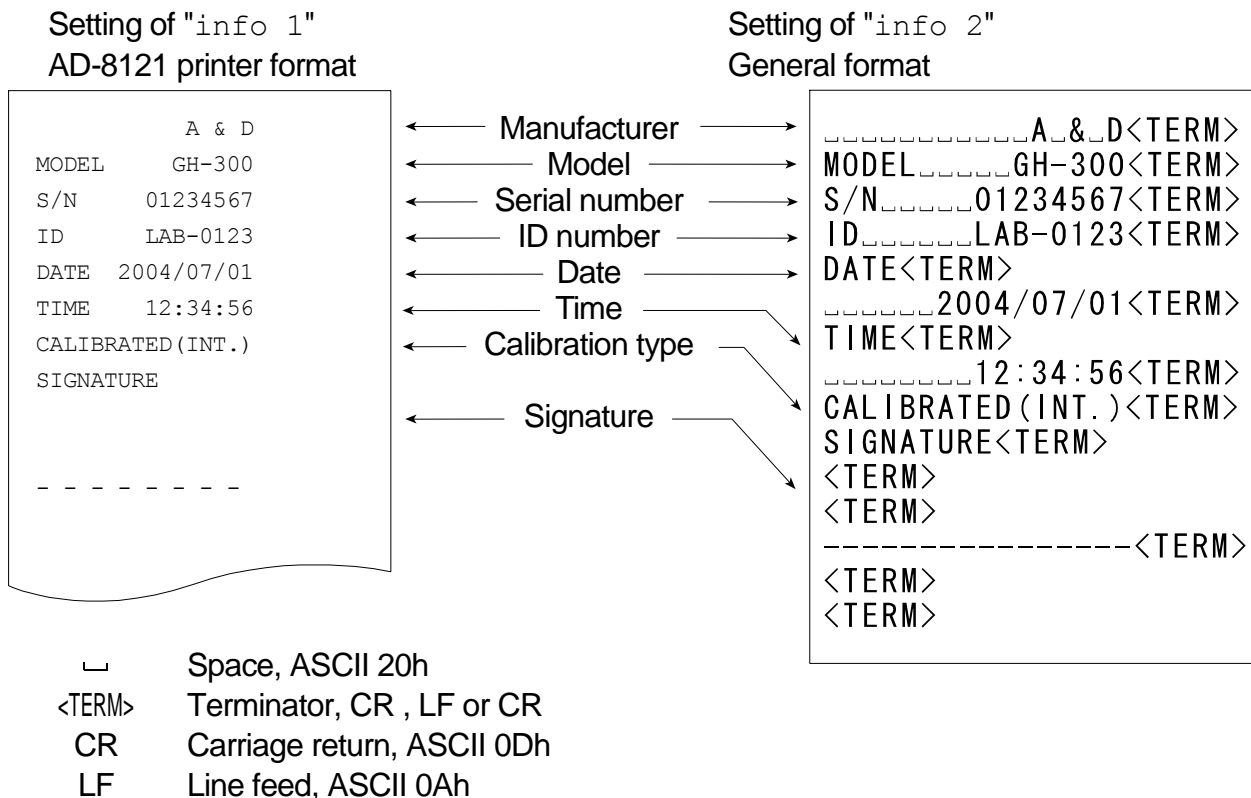 Setting of "info 1"
AD-8121 printer format
A & D
MODEL GH-300
S/N 01234567
ID LAB-0123
DATE 2004/07/01
TIME 12:34:56
CALIBRATED(INT.)
SIGNATURE
- - - - - - - -
Manufacturer
Model
Serial number
ID number
Date
Time
Calibration type
Signature
Setting of "info 2"
General format
␣␣␣␣␣␣␣␣␣␣␣A␣&␣D<TERM>
MODEL␣␣␣␣␣GH-300<TERM>
S/N␣␣␣␣␣01234567<TERM>
ID␣␣␣␣␣␣LAB-0123<TERM>
DATE<TERM>
␣␣␣␣␣␣2004/07/01<TERM>
TIME<TERM>
␣␣␣␣␣␣␣␣12:34:56<TERM>
CALIBRATED(INT.)<TERM>
SIGNATURE<TERM>
<TERM>
<TERM>
----------------<TERM>
<TERM>
<TERM>
␣ Space, ASCII 20h
<TERM> Terminator, CR , LF or CR
CR Carriage return, ASCII 0Dh
LF Line feed, ASCII 0Ah